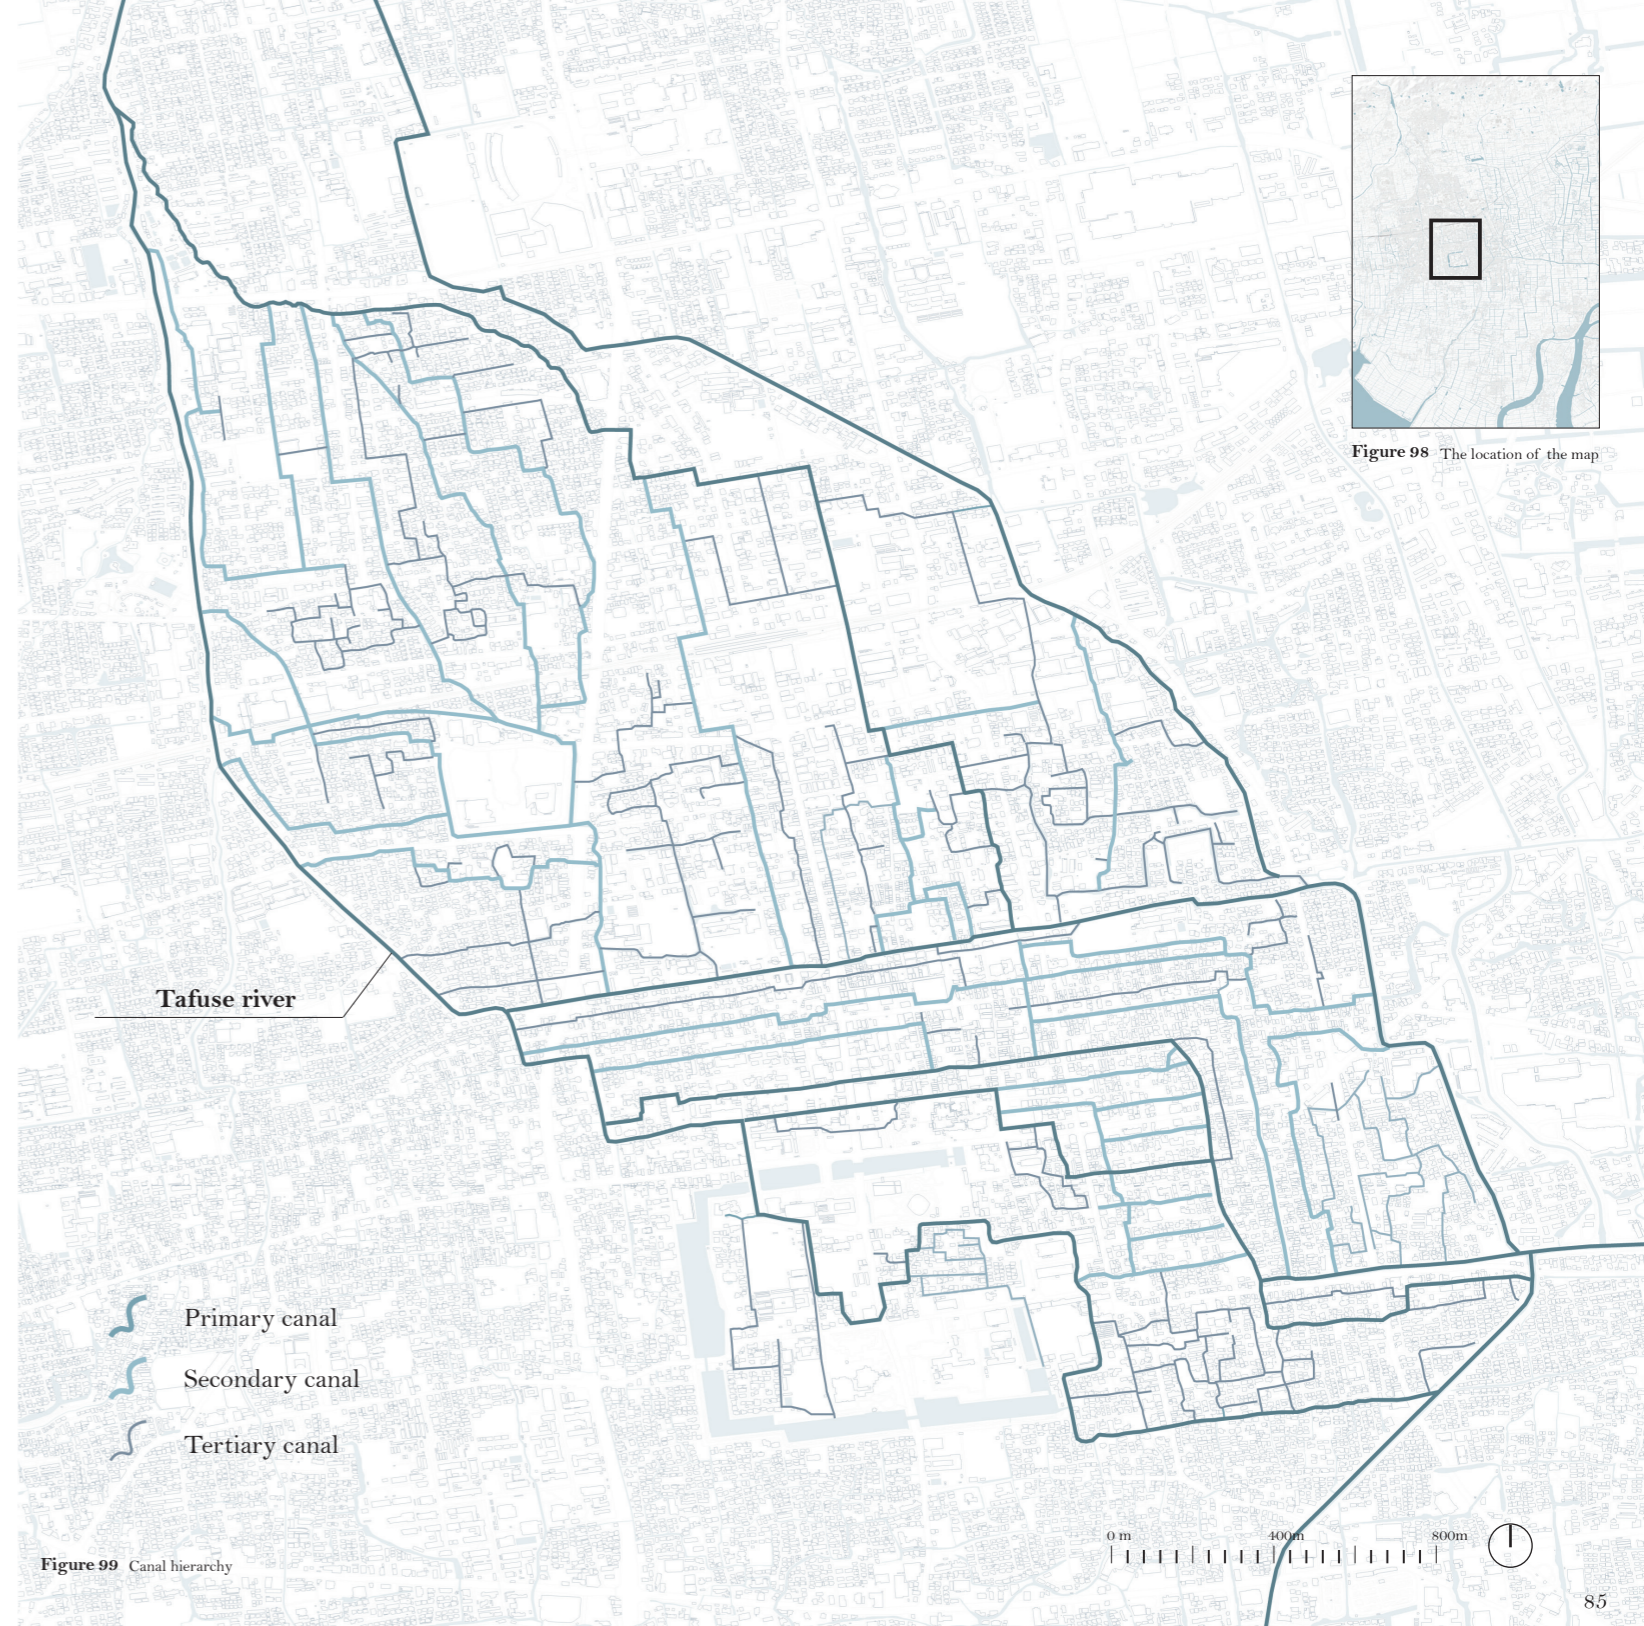 Figure 98 The location of the map
Tafuse river
Primary canal
Secondary canal
Tertiary canal
0 m 400m 800m
Figure 99 Canal hierarchy
85